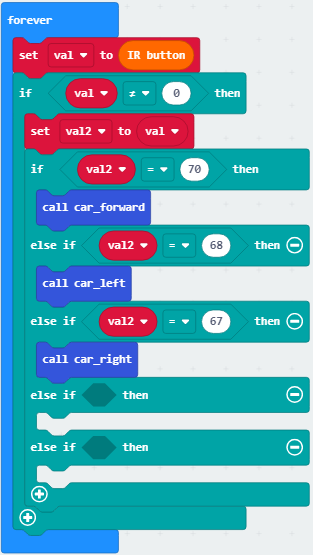 forever
set val to IR button
if val ≠ 0 then
set val2 to val
if val2 = 70 then
call car_forward
else if val2 = 68 then
call car_left
else if val2 = 67 then
call car_right
else if then
else if then